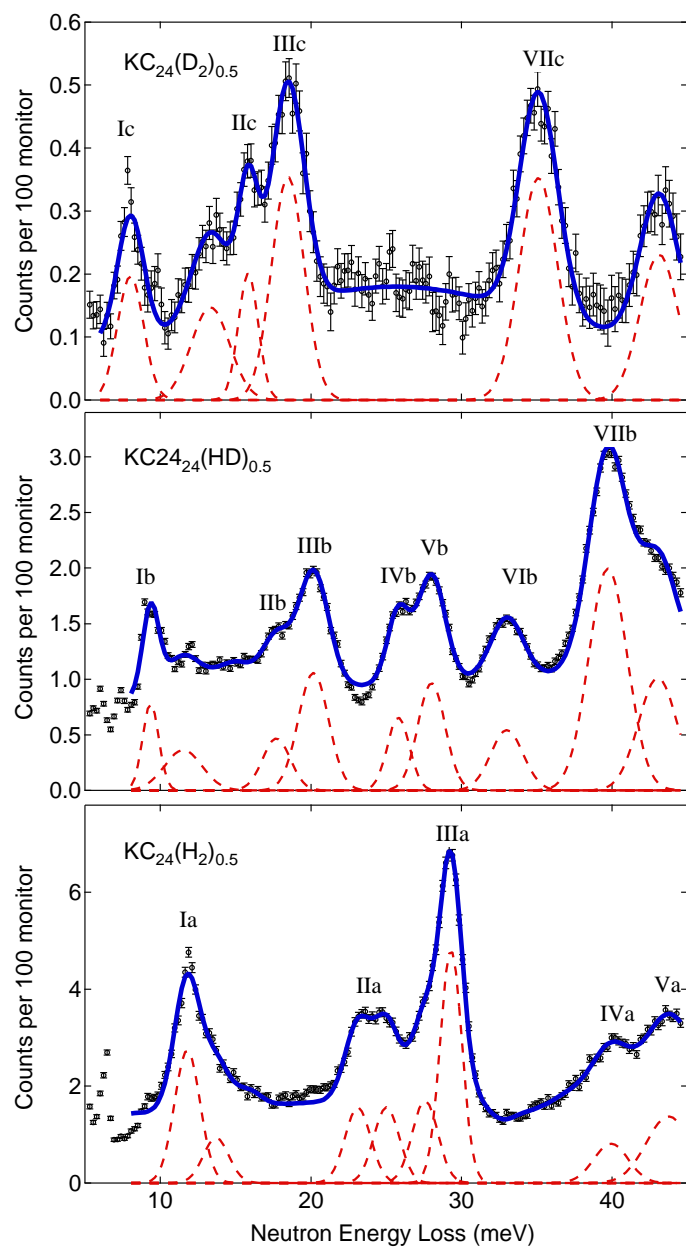 0.6
KC24(D2)0.5
IIIc
VIIc
0.5
Ic
IIc
0.4
0.3
0.2
0.1
0.0
Counts per 100 monitor
KC2424(HD)0.5
VIIb
3.0
2.5
IIIb
Vb
2.0
Ib
IIb
IVb
VIb
1.5
1.0
0.5
0.0
Counts per 100 monitor
KC24(H2)0.5
IIIa
6
Ia
IIa
Va
4
IVa
2
0
Counts per 100 monitor
10 20 30 40
Neutron Energy Loss (meV)